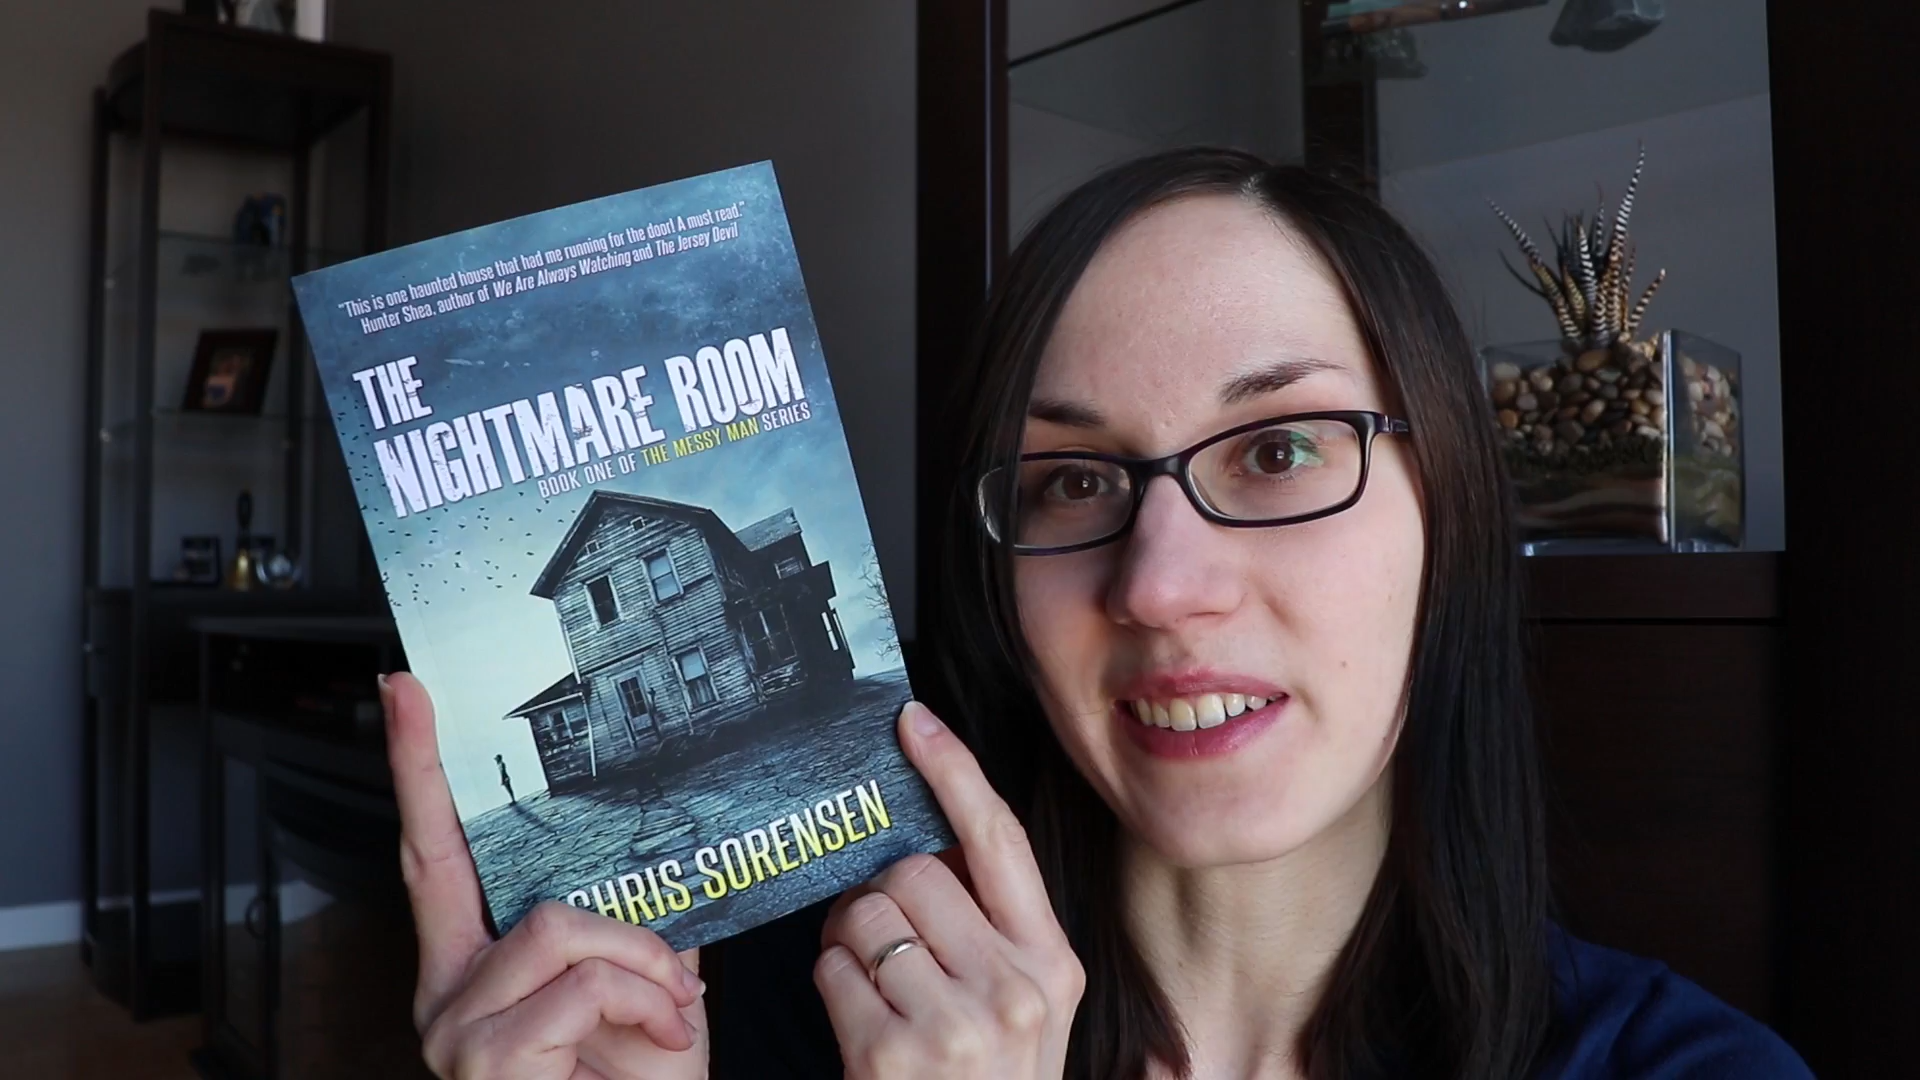 "This is one haunted house that had me running for the door! A must read."
Hunter Shea, author of We Are Always Watching and The Jersey Devil
THE
NIGHTMARE ROOM
BOOK ONE OF THE MESSY MAN SERIES
CHRIS SORENSEN